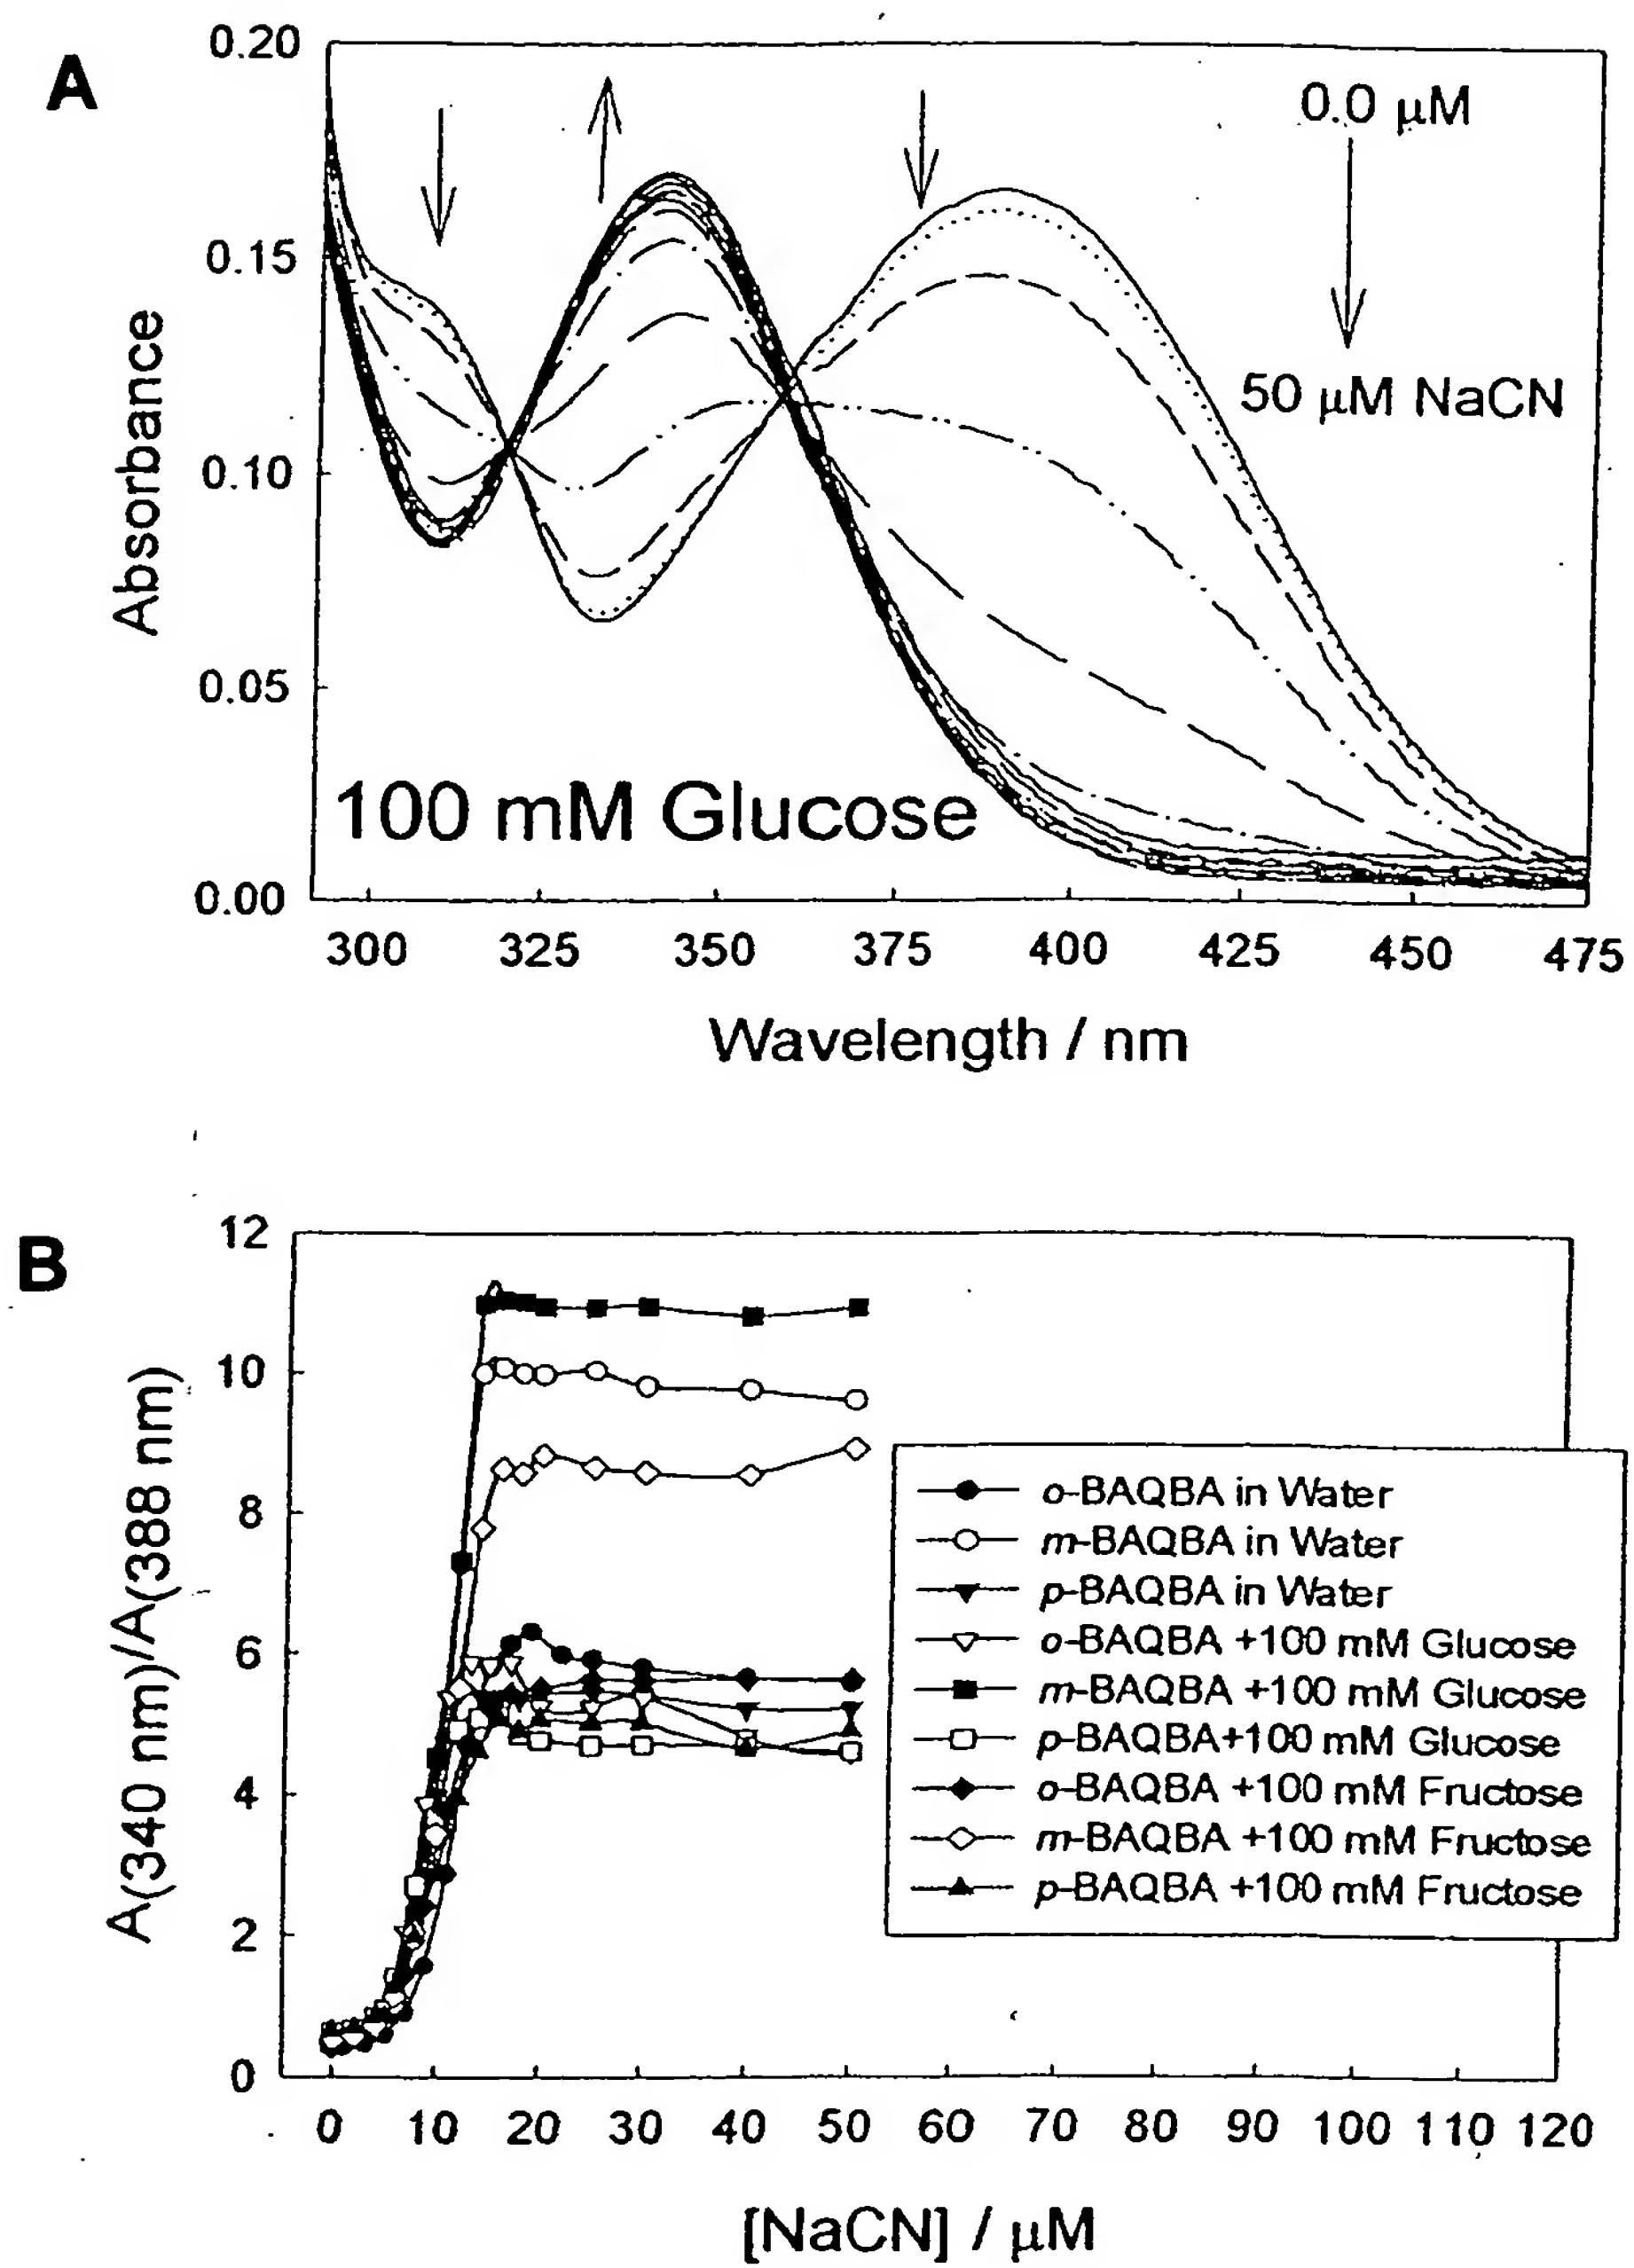 A
0.20
0.15
0.10
0.05
0.00
Absorbance
0.0 μM
50 μM NaCN
100 mM Glucose
300 325 350 375 400 425 450 475
Wavelength / nm
B
12
10
8
6
4
2
0
A(340 nm)/A(388 nm)
o-BAQBA in Water
m-BAQBA in Water
p-BAQBA in Water
o-BAQBA +100 mM Glucose
m-BAQBA +100 mM Glucose
p-BAQBA+100 mM Glucose
o-BAQBA +100 mM Fructose
m-BAQBA +100 mM Fructose
p-BAQBA +100 mM Fructose
0 10 20 30 40 50 60 70 80 90 100 110 120
[NaCN] / μM